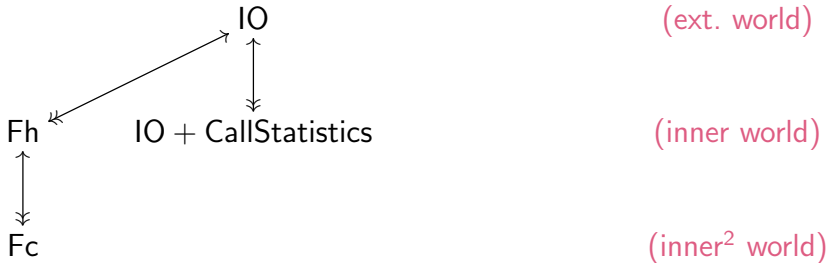 IO (ext. world)
Fh IO + CallStatistics (inner world)
Fc (inner² world)